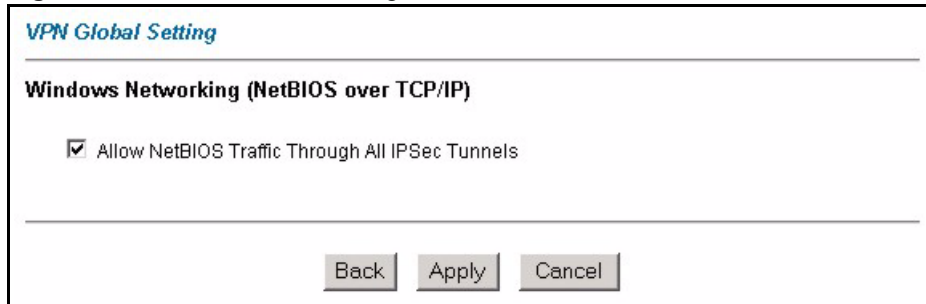 VPN Global Setting
Windows Networking (NetBIOS over TCP/IP)
Allow NetBIOS Traffic Through All IPSec Tunnels
Back Apply Cancel